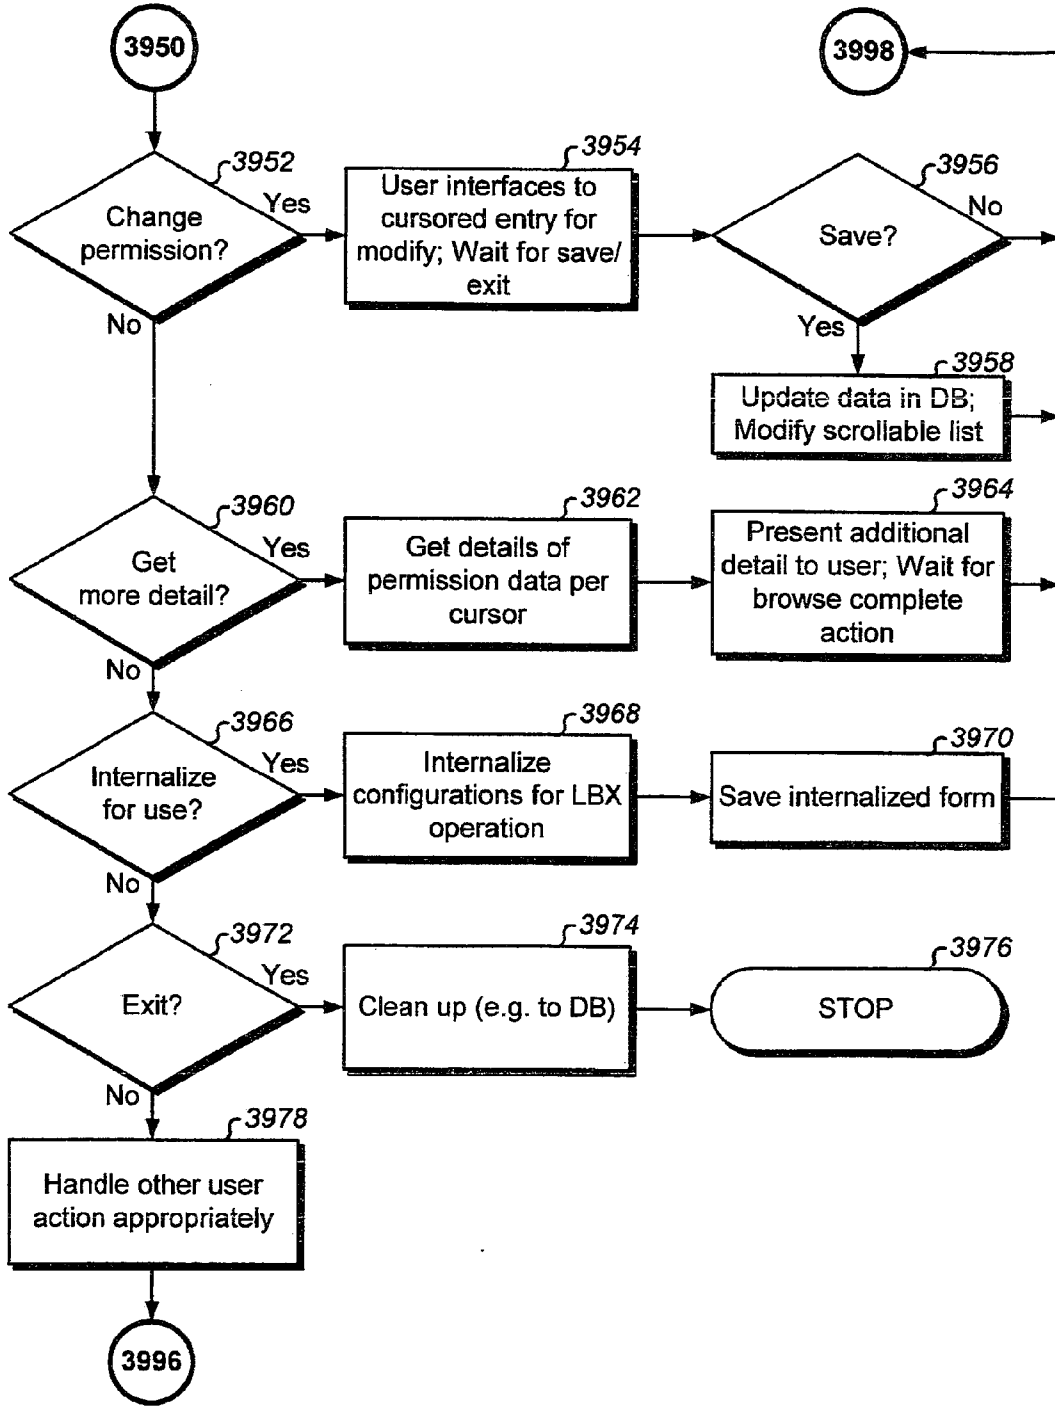 3950
3998
3952
Change
permission?
Yes
No
3954
User interfaces to
cursored entry for
modify; Wait for save/
exit
3956
Save?
No
Yes
3958
Update data in DB;
Modify scrollable list
3960
Get
more detail?
Yes
No
3962
Get details of
permission data per
cursor
3964
Present additional
detail to user; Wait for
browse complete
action
3966
Internalize
for use?
Yes
No
3968
Internalize
configurations for LBX
operation
3970
Save internalized form
3972
Exit?
Yes
No
3974
Clean up (e.g. to DB)
3976
STOP
3978
Handle other user
action appropriately
3996